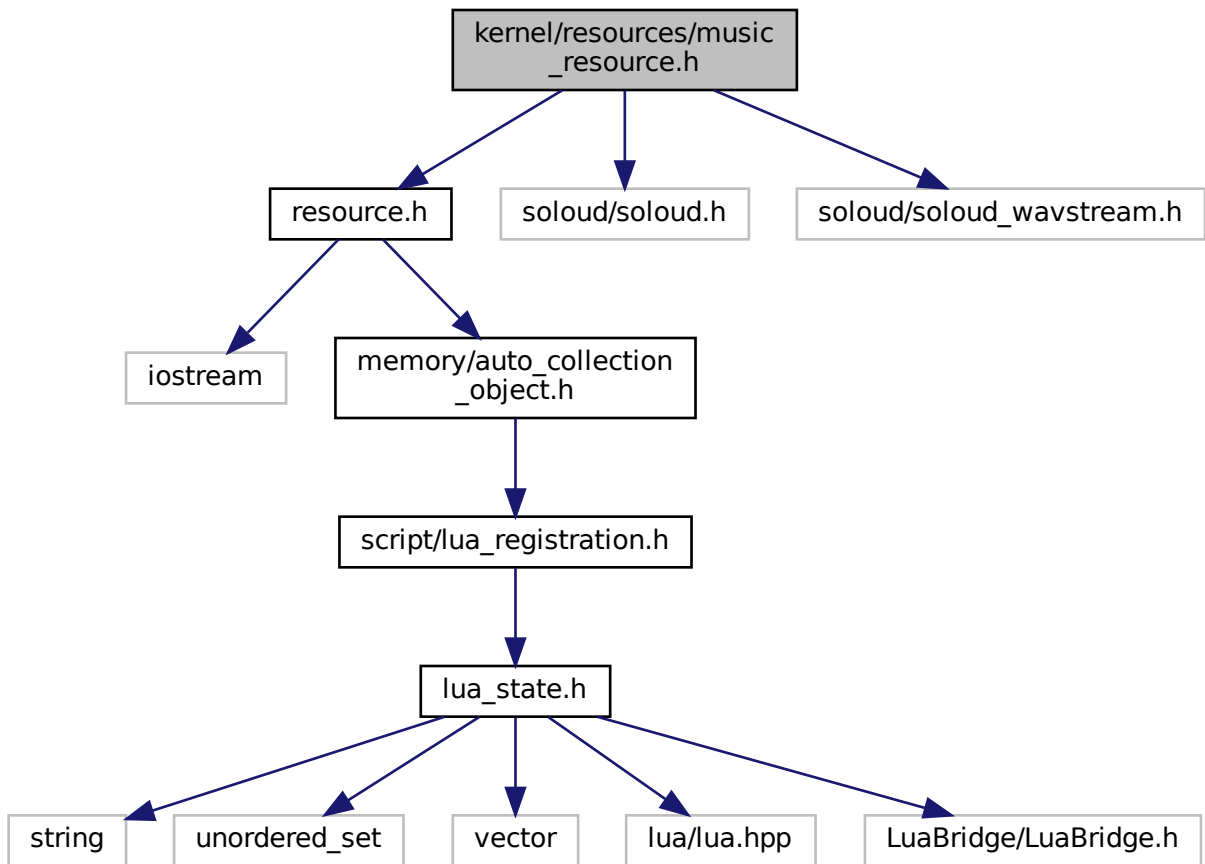 kernel/resources/music
_resource.h
resource.h
soloud/soloud.h
soloud/soloud_wavstream.h
iostream
memory/auto_collection
_object.h
script/lua_registration.h
lua_state.h
string
unordered_set
vector
lua/lua.hpp
LuaBridge/LuaBridge.h